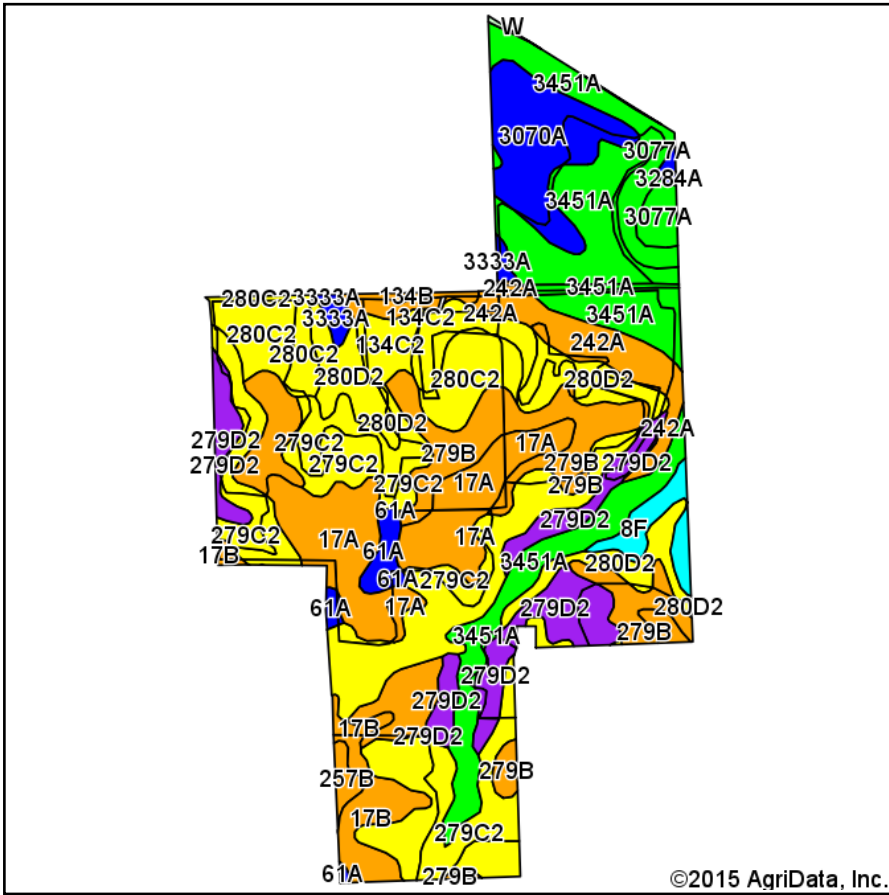 W
3451A
3070A
3077A
3284A
3451A
3077A
3333A
242A
3451A
280C2
3333A
134B
3333A
134C2
242A
3451A
280C2
134C2
242A
280C2
280D2
280C2
280D2
280D2
242A
279D2
279C2
17A
279B
279D2
279C2
279B
279D2
279C2
17A
279B
61A
279D2
8F
279C2
17A
17A
17B
61A
3451A
280D2
61A
279C2
61A
17A
279D2
280D2
3451A
279B
279D2
279D2
17B
279D2
257B
279B
17B
279C2
61A
279B
©2015 AgriData, Inc.